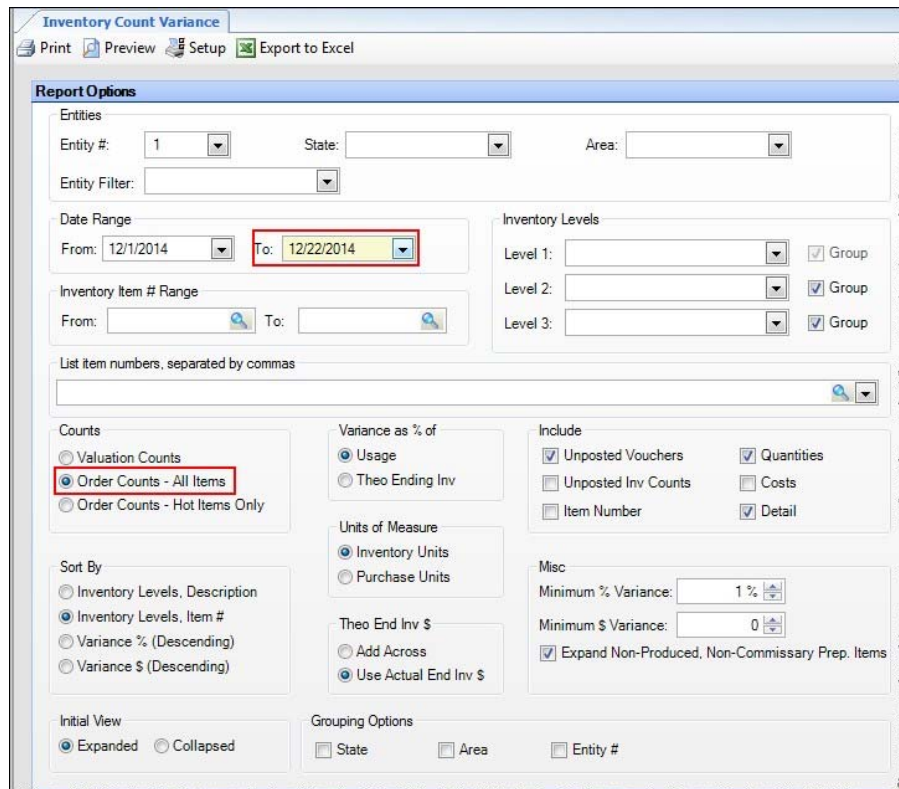 Inventory Count Variance
Print Preview Setup Export to Excel
Report Options
Entities
Entity #: 1 State: Area:
Entity Filter:
Date Range
From: 12/1/2014 To: 12/22/2014
Inventory Levels
Level 1: Group
Level 2: Group
Level 3: Group
Inventory Item # Range
From: To:
List item numbers, separated by commas
Counts
Valuation Counts
Order Counts - All Items
Order Counts - Hot Items Only
Variance as % of
Usage
Theo Ending Inv
Include
Unposted Vouchers Quantities
Unposted Inv Counts Costs
Item Number Detail
Units of Measure
Inventory Units
Purchase Units
Sort By
Inventory Levels, Description
Inventory Levels, Item #
Variance % (Descending)
Variance $ (Descending)
Theo End Inv $
Add Across
Use Actual End Inv $
Misc
Minimum % Variance: 1 %
Minimum $ Variance: 0
Expand Non-Produced, Non-Commissary Prep. Items
Initial View
Expanded Collapsed
Grouping Options
State Area Entity #